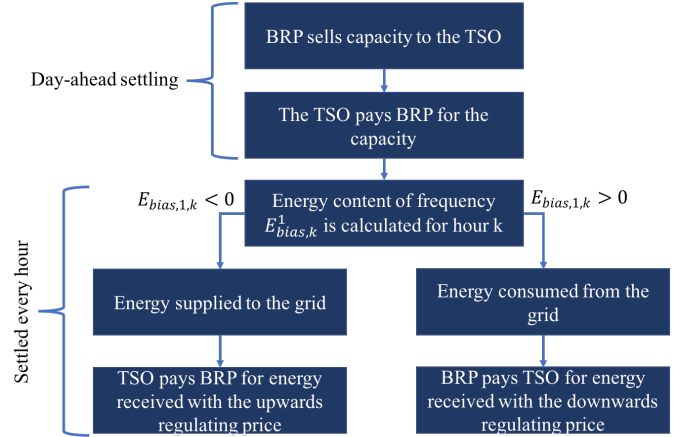 BRP sells capacity to the TSO
Day-ahead settling
The TSO pays BRP for the
capacity
E_{bias,1,k} < 0
Energy content of frequency
E^1_{bias,k} is calculated for hour k
E_{bias,1,k} > 0
Settled every hour
Energy supplied to the grid
Energy consumed from the
grid
TSO pays BRP for energy
received with the upwards
regulating price
BRP pays TSO for energy
received with the downwards
regulating price